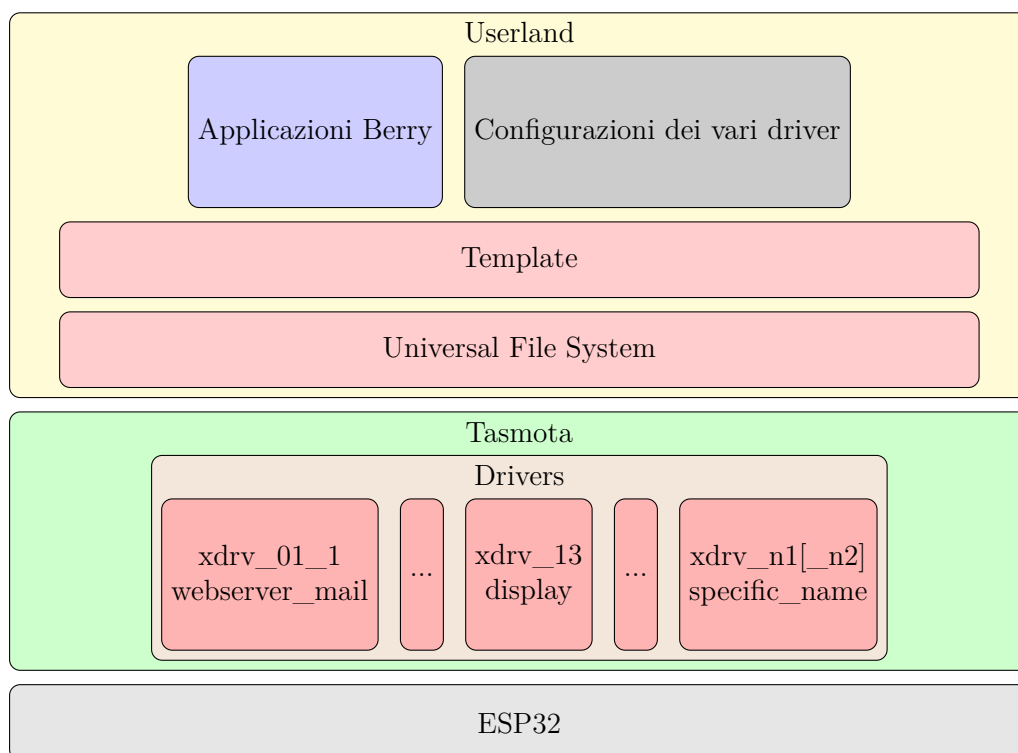 Userland
Applicazioni Berry
Configurazioni dei vari driver
Template
Universal File System
Tasmota
Drivers
xdrv_01_1
webserver_mail
...
xdrv_13
display
...
xdrv_n1[_n2]
specific_name
ESP32